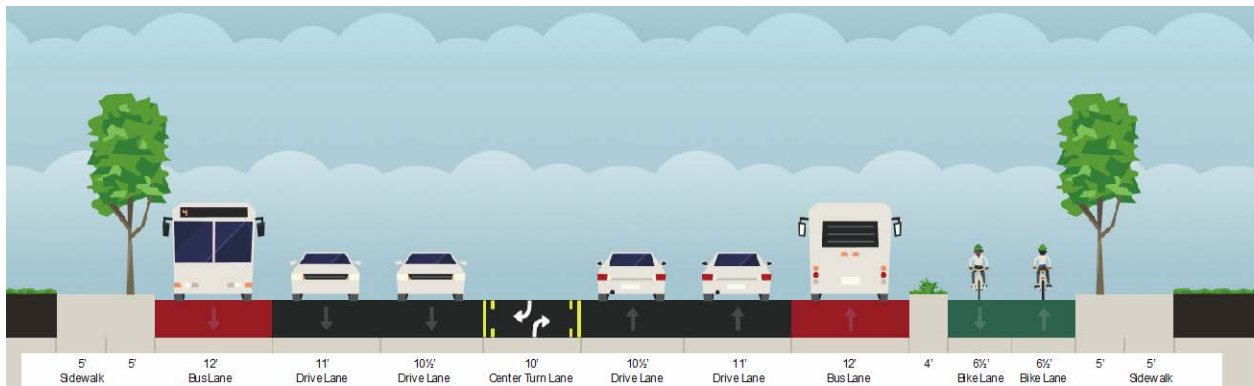 4
5' 5' 12' 11' 10½' 10' 10½' 11' 12' 4' 6½' 6½' 5' 5'
Sidewalk Bus Lane Drive Lane Drive Lane Center Turn Lane Drive Lane Drive Lane Bus Lane Bike Lane Bike Lane Sidewalk